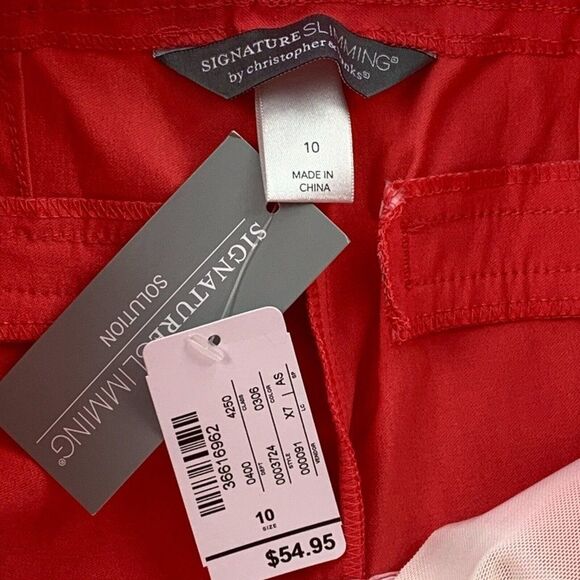 SIGNATURE SLIMMING®
by christopher & banks®
10
MADE IN
CHINA
SIGNATURE SLIMMING®
SOLUTION
36616962
4250 0306 AS
CLASS COLOR SP
0400 0003724 X7
DEPT STYLE LC
000091
VENDOR
10
SIZE
$54.95